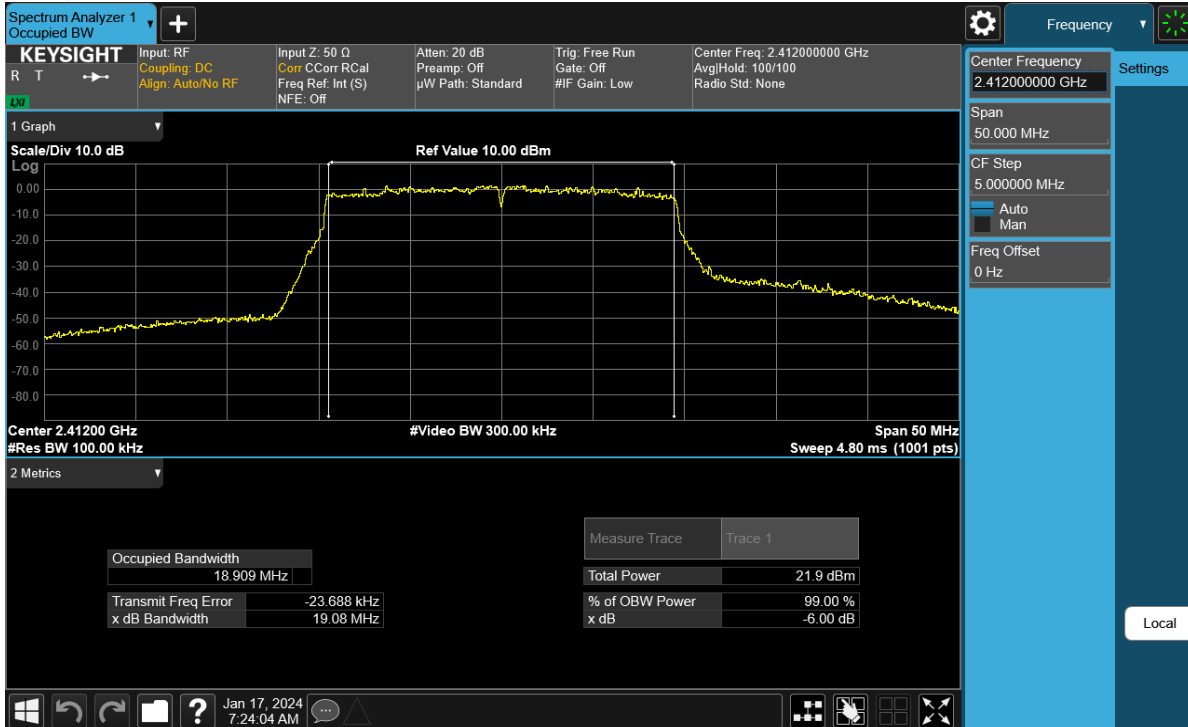 Spectrum Analyzer 1
Occupied BW
Frequency
KEYSIGHT
R T
LXI
Input: RF
Coupling: DC
Align: Auto/No RF
Input Z: 50 Ω
Corr CCorr RCal
Freq Ref: Int (S)
NFE: Off
Atten: 20 dB
Preamp: Off
µW Path: Standard
Trig: Free Run
Gate: Off
#IF Gain: Low
Center Freq: 2.412000000 GHz
Avg|Hold: 100/100
Radio Std: None
Center Frequency
2.412000000 GHz
Settings
Span
50.000 MHz
CF Step
5.000000 MHz
Auto
Man
Freq Offset
0 Hz
1 Graph
Scale/Div 10.0 dB
Ref Value 10.00 dBm
Log
0.00
-10.0
-20.0
-30.0
-40.0
-50.0
-60.0
-70.0
-80.0
Center 2.41200 GHz
#Video BW 300.00 kHz
Span 50 MHz
#Res BW 100.00 kHz
Sweep 4.80 ms (1001 pts)
2 Metrics
Measure Trace
Trace 1
Occupied Bandwidth
18.909 MHz
Total Power
21.9 dBm
Transmit Freq Error
-23.688 kHz
% of OBW Power
99.00 %
x dB Bandwidth
19.08 MHz
x dB
-6.00 dB
Local
?
Jan 17, 2024
7:24:04 AM